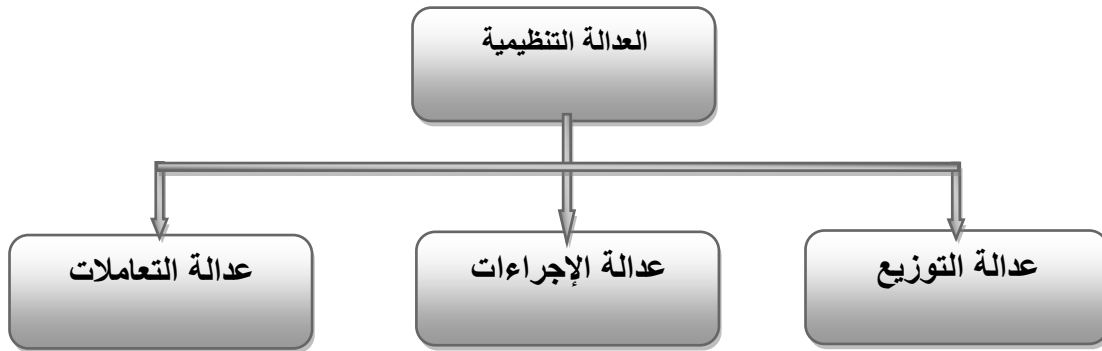 العدالة التنظيمية
عدالة التوزيع
عدالة الإجراءات
عدالة التعاملات